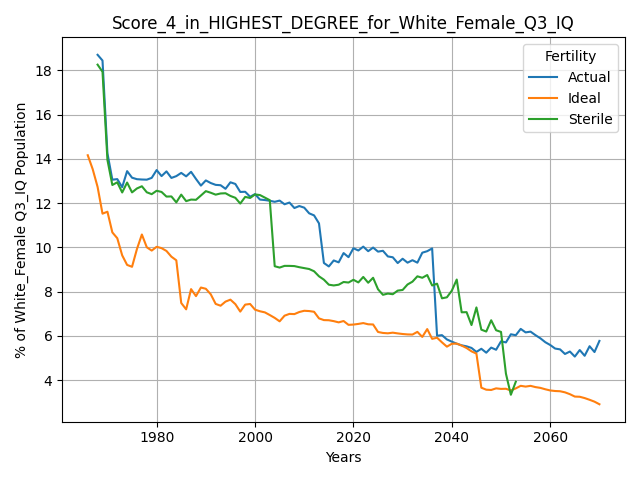 Score_4_in_HIGHEST_DEGREE_for_White_Female_Q3_IQ
Fertility
Actual
Ideal
Sterile
% of White_Female Q3_IQ Population
18
16
14
12
10
8
6
4
1980 2000 2020 2040 2060
Years